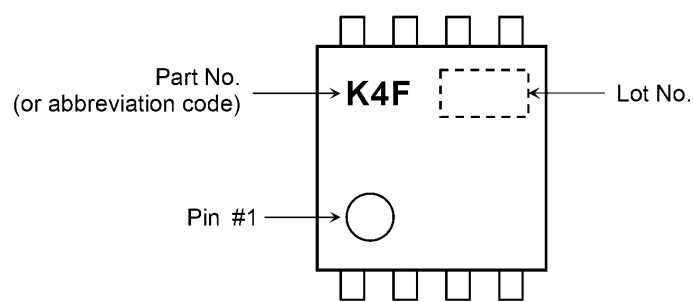 Part No.
(or abbreviation code)
K4F
Lot No.
Pin #1